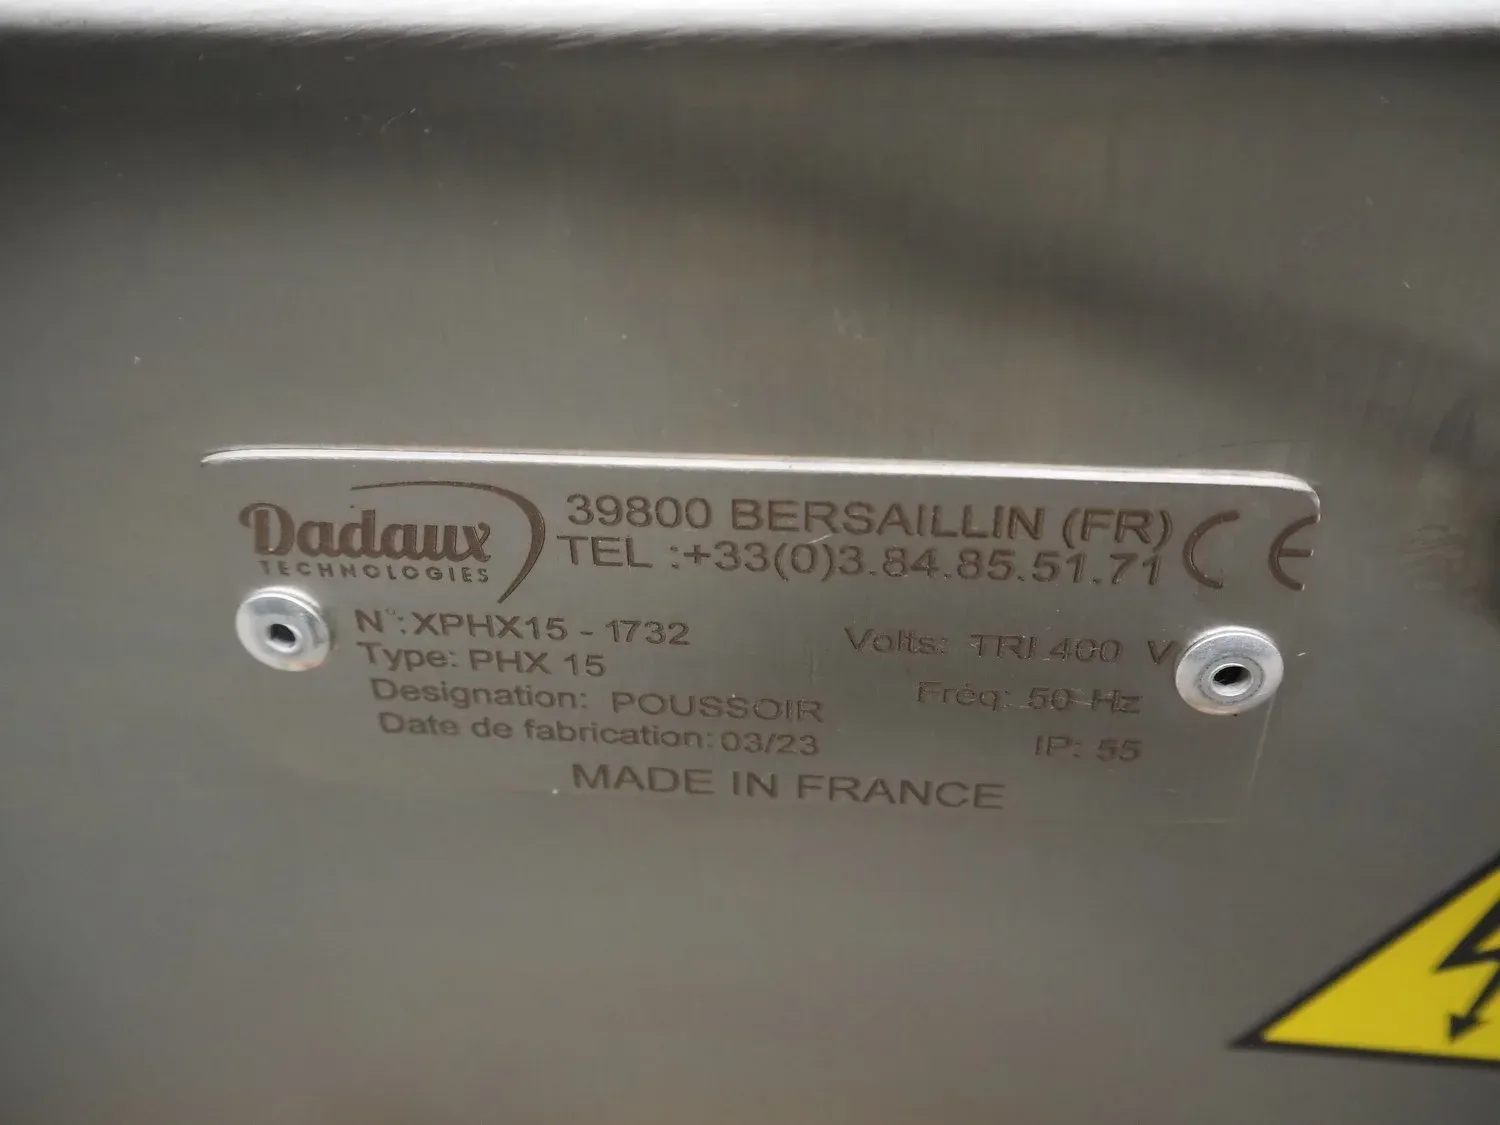 Dadaux
TECHNOLOGIES
39800 BERSAILLIN (FR)
TEL :+33(0)3.84.85.51.71
CE
N°: XPHX15 - 1732
Type: PHX 15
Designation: POUSSOIR
Date de fabrication: 03/23
Volts: TRI 400 V
Fréq: 50 Hz
IP: 55
MADE IN FRANCE